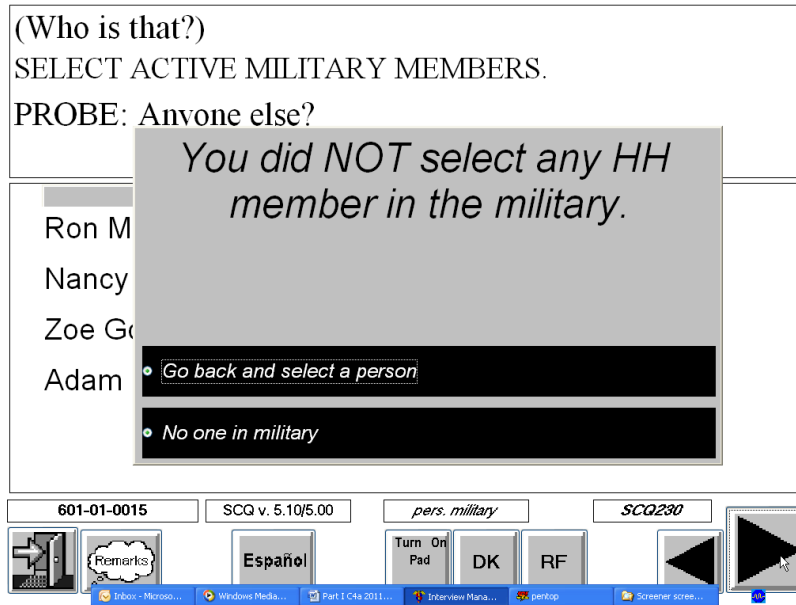 (Who is that?)
SELECT ACTIVE MILITARY MEMBERS.
PROBE: Anyone else?
You did NOT select any HH
member in the military.
Ron M
Nancy
Zoe Go
Adam
Go back and select a person
No one in military
601-01-0015
SCQ v. 5.10/5.00
pers. military
SCQ230
Remarks
Español
Turn On
Pad
DK
RF
Inbox - Microso...
Windows Media...
Part I C4a 2011...
Interview Mana...
pentop
Screener scree...